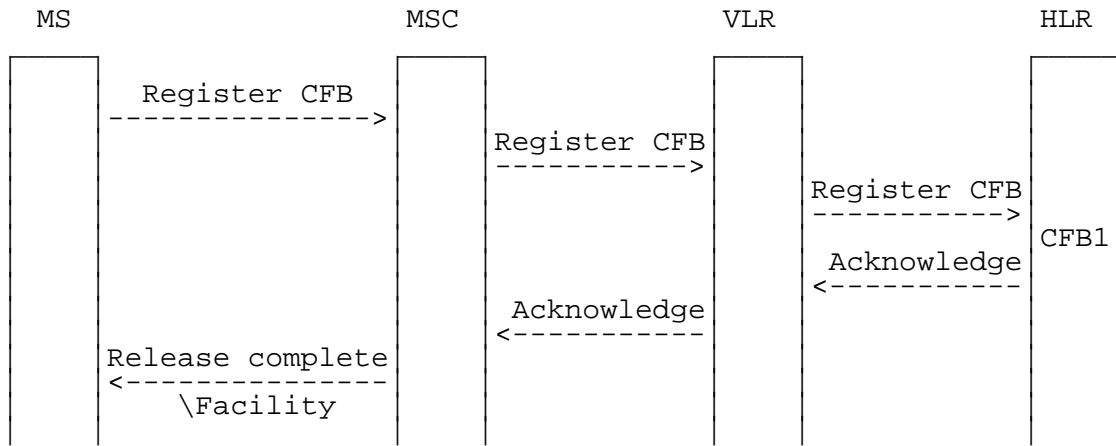 MS MSC VLR HLR
Register CFB
Register CFB
Register CFB
CFB1
Acknowledge
Acknowledge
Release complete
\Facility